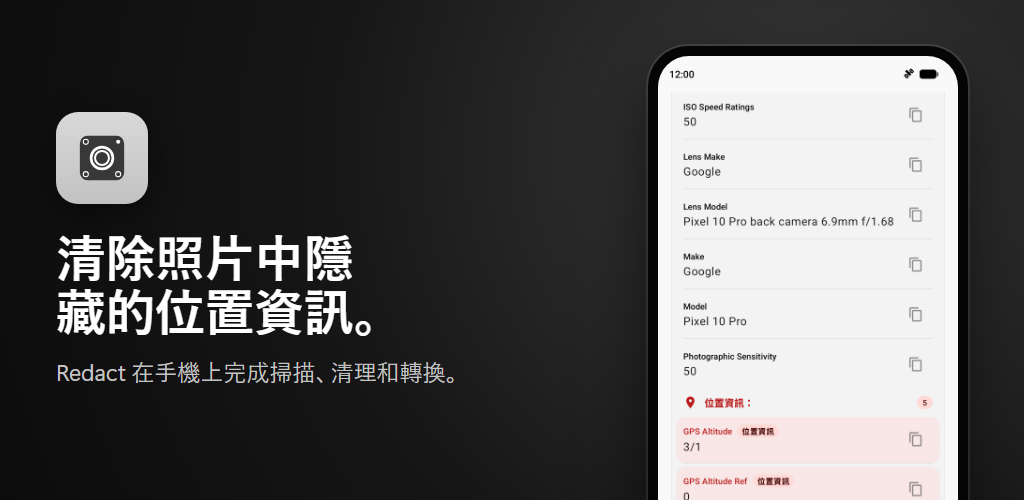 清除照片中隱
藏的位置資訊。
Redact 在手機上完成掃描、清理和轉換。
12:00
ISO Speed Ratings
50
Lens Make
Google
Lens Model
Pixel 10 Pro back camera 6.9mm f/1.68
Make
Google
Model
Pixel 10 Pro
Photographic Sensitivity
50
位置資訊： 5
GPS Altitude 位置資訊
3/1
GPS Altitude Ref 位置資訊
0